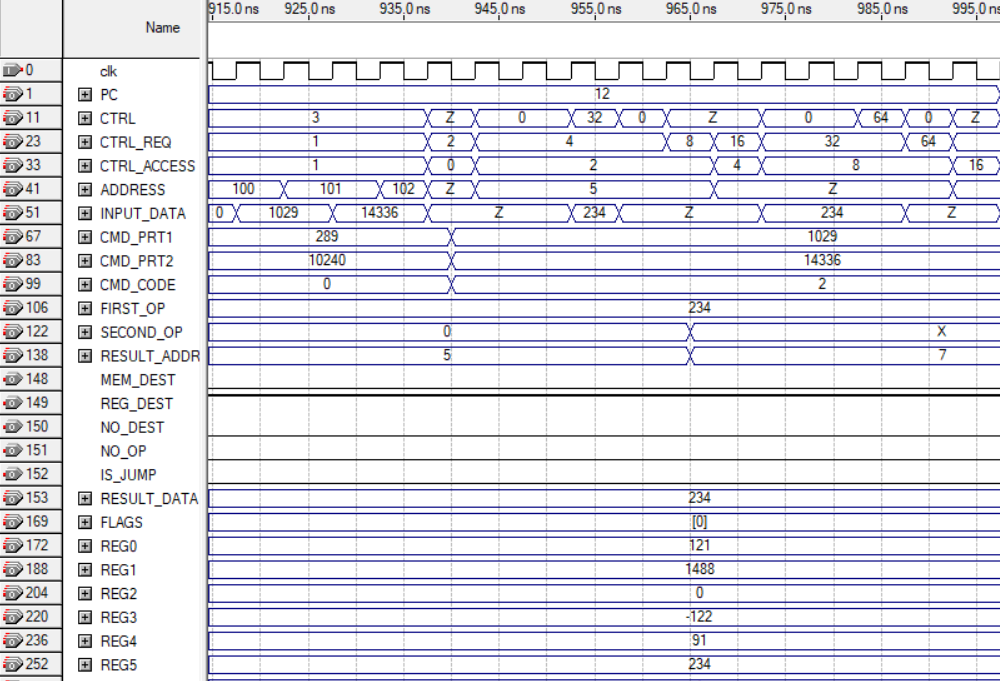 915.0 ns 925.0 ns 935.0 ns 945.0 ns 955.0 ns 965.0 ns 975.0 ns 985.0 ns 995.0 ns
Name
0 clk
1 PC 12
11 CTRL 3 Z 0 32 0 Z 0 64 0 Z
23 CTRL_REQ 1 2 4 8 16 32 64
33 CTRL_ACCESS 1 0 2 4 8 16
41 ADDRESS 100 101 102 Z 5 Z
51 INPUT_DATA 0 1029 14336 Z 234 Z 234 Z
67 CMD_PRT1 289 1029
83 CMD_PRT2 10240 14336
99 CMD_CODE 0 2
106 FIRST_OP 234
122 SECOND_OP 0 X
138 RESULT_ADDR 5 7
148 MEM_DEST
149 REG_DEST
150 NO_DEST
151 NO_OP
152 IS_JUMP
153 RESULT_DATA 234
169 FLAGS [0]
172 REG0 121
188 REG1 1488
204 REG2 0
220 REG3 -122
236 REG4 91
252 REG5 234